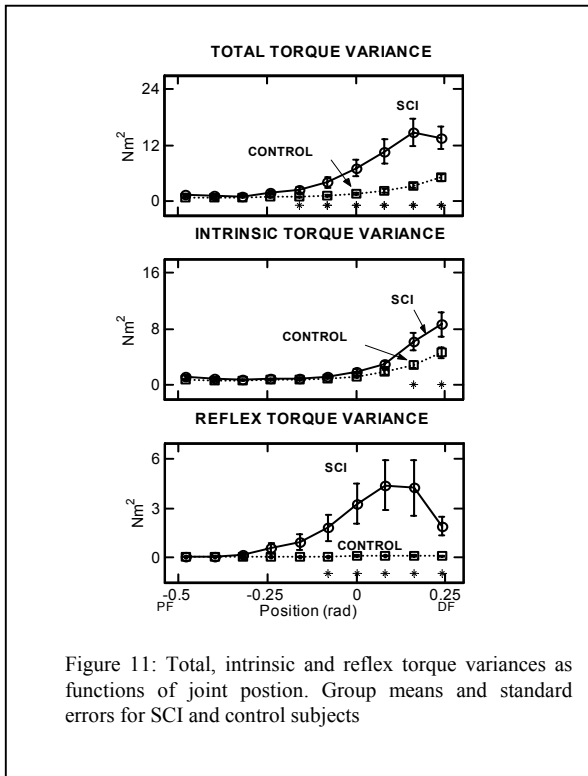 TOTAL TORQUE VARIANCE
24
12
0
Nm²
SCI
CONTROL
* * * * * *
INTRINSIC TORQUE VARIANCE
16
8
0
Nm²
SCI
CONTROL
* *
REFLEX TORQUE VARIANCE
6
3
0
Nm²
SCI
CONTROL
* * * * *
-0.5 -0.25 0 0.25
PF Position (rad) DF
Figure 11: Total, intrinsic and reflex torque variances as
functions of joint postion. Group means and standard
errors for SCI and control subjects